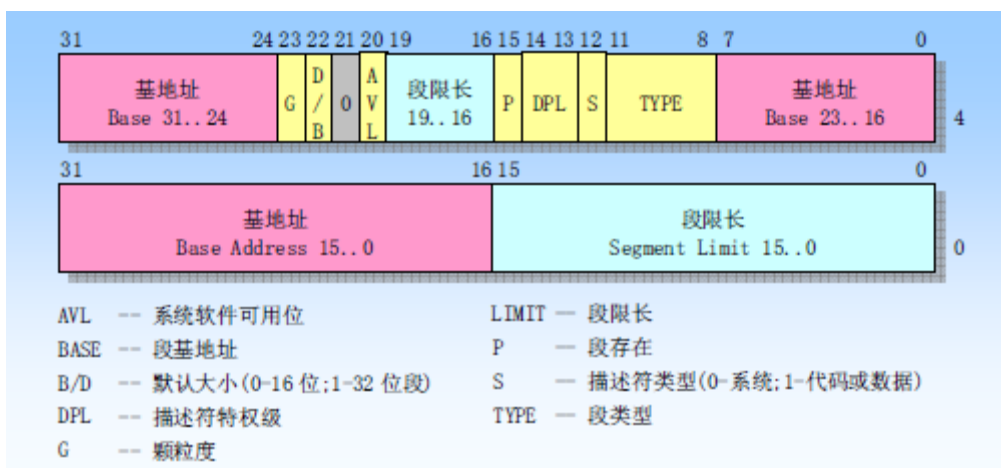 31 24 23 22 21 20 19 16 15 14 13 12 11 8 7 0
基地址
Base 31..24
G
D/B
0
AVL
段限长
19..16
P
DPL
S
TYPE
基地址
Base 23..16
4
31 16 15 0
基地址
Base Address 15..0
段限长
Segment Limit 15..0
0
AVL -- 系统软件可用位
BASE -- 段基地址
B/D -- 默认大小(0-16 位;1-32 位段)
DPL -- 描述符特权级
G -- 颗粒度
LIMIT — 段限长
P — 段存在
S — 描述符类型(0-系统;1-代码或数据)
TYPE — 段类型